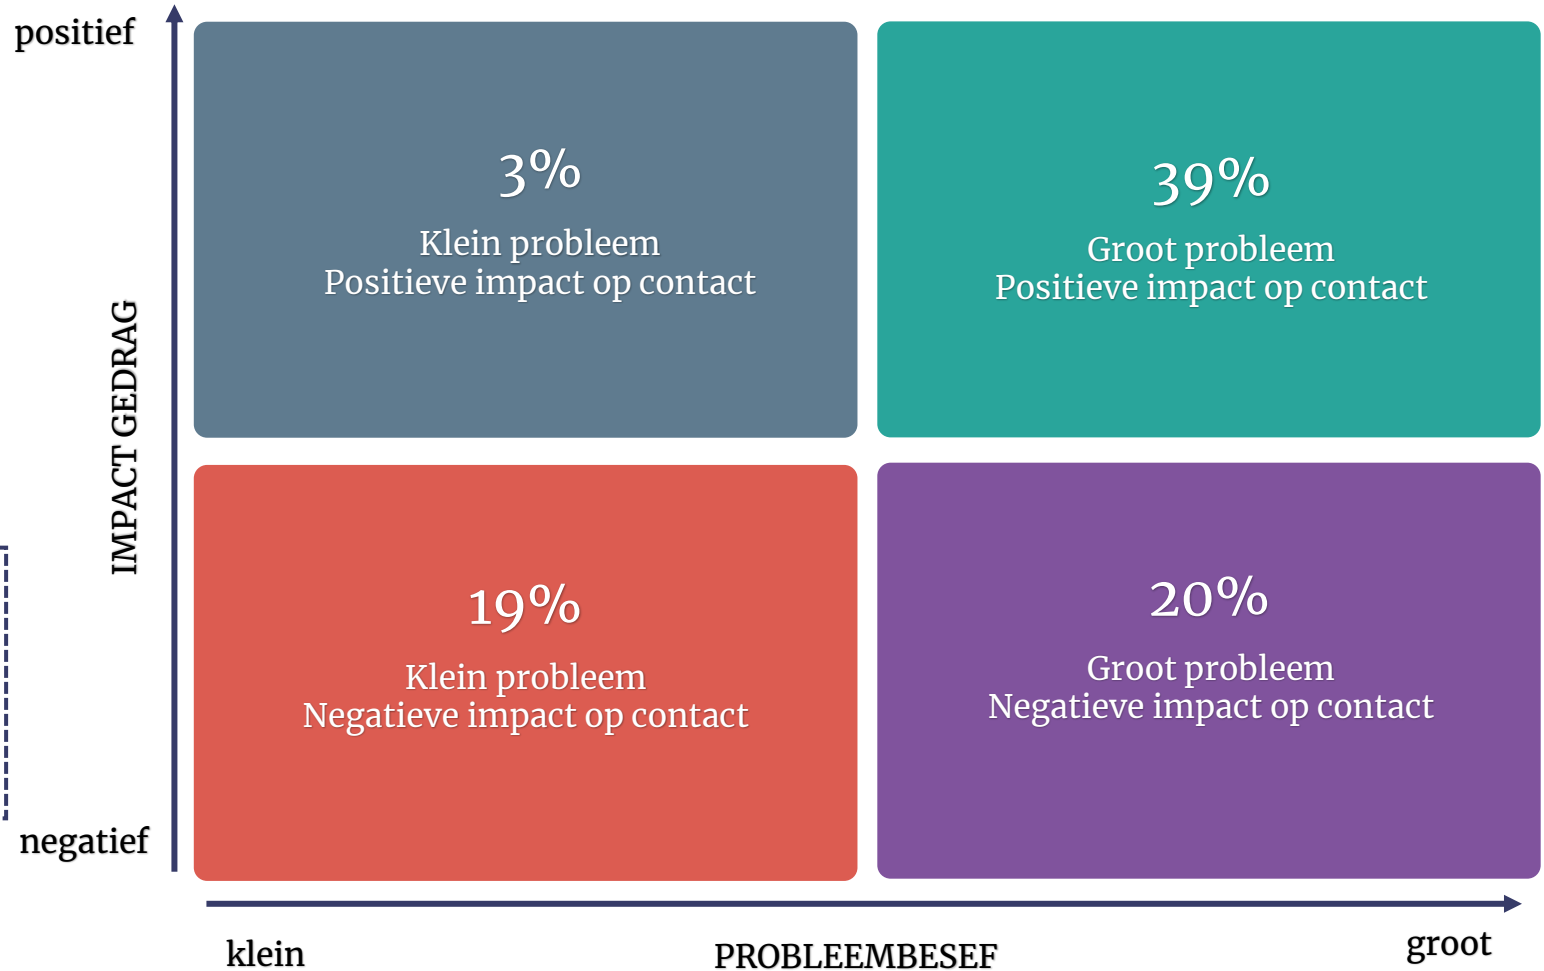 positief
3%
Klein probleem
Positieve impact op contact
39%
Groot probleem
Positieve impact op contact
IMPACT GEDRAG
19%
Klein probleem
Negatieve impact op contact
20%
Groot probleem
Negatieve impact op contact
negatief
klein
PROBLEEMBESEF
groot